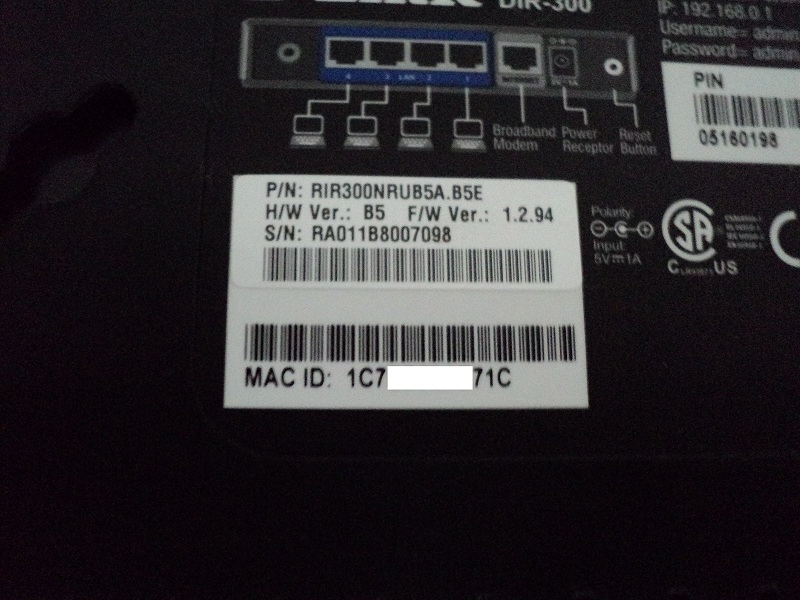 DIR-300
IP: 192.168.0.1
Username= admin
Password= admin
4 3 LAN 2 1
INTERNET
Broadband Modem
Power Receptor
Reset Button
PIN
05160198
P/N: RIR300NRUB5A.B5E
H/W Ver.: B5 F/W Ver.: 1.2.94
S/N: RA011B8007098
MAC ID: 1C7 71C
Polarity:
Input:
5V⎓1A
SA
C US